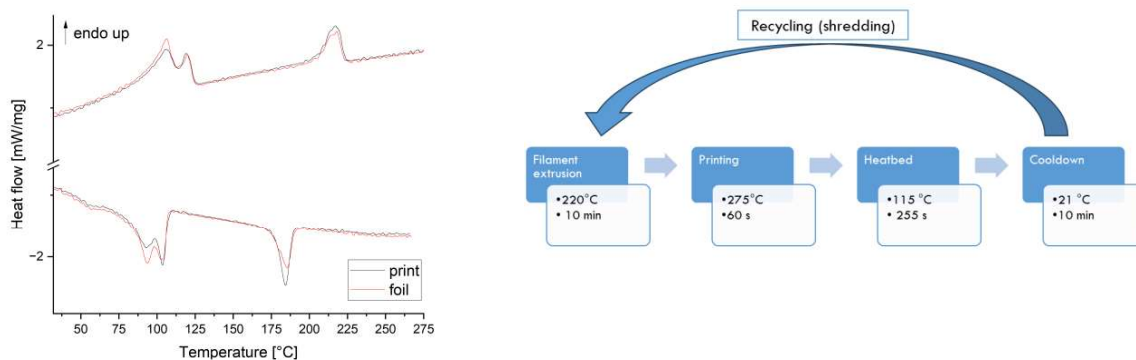 endo up
2
-2
Heat flow [mW/mg]
print
foil
50 75 100 125 150 175 200 225 250 275
Temperature [°C]
Recycling (shredding)
Filament
extrusion
•220°C
• 10 min
Printing
•275°C
•60 s
Heatbed
•115 °C
• 255 s
Cooldown
•21 °C
•10 min